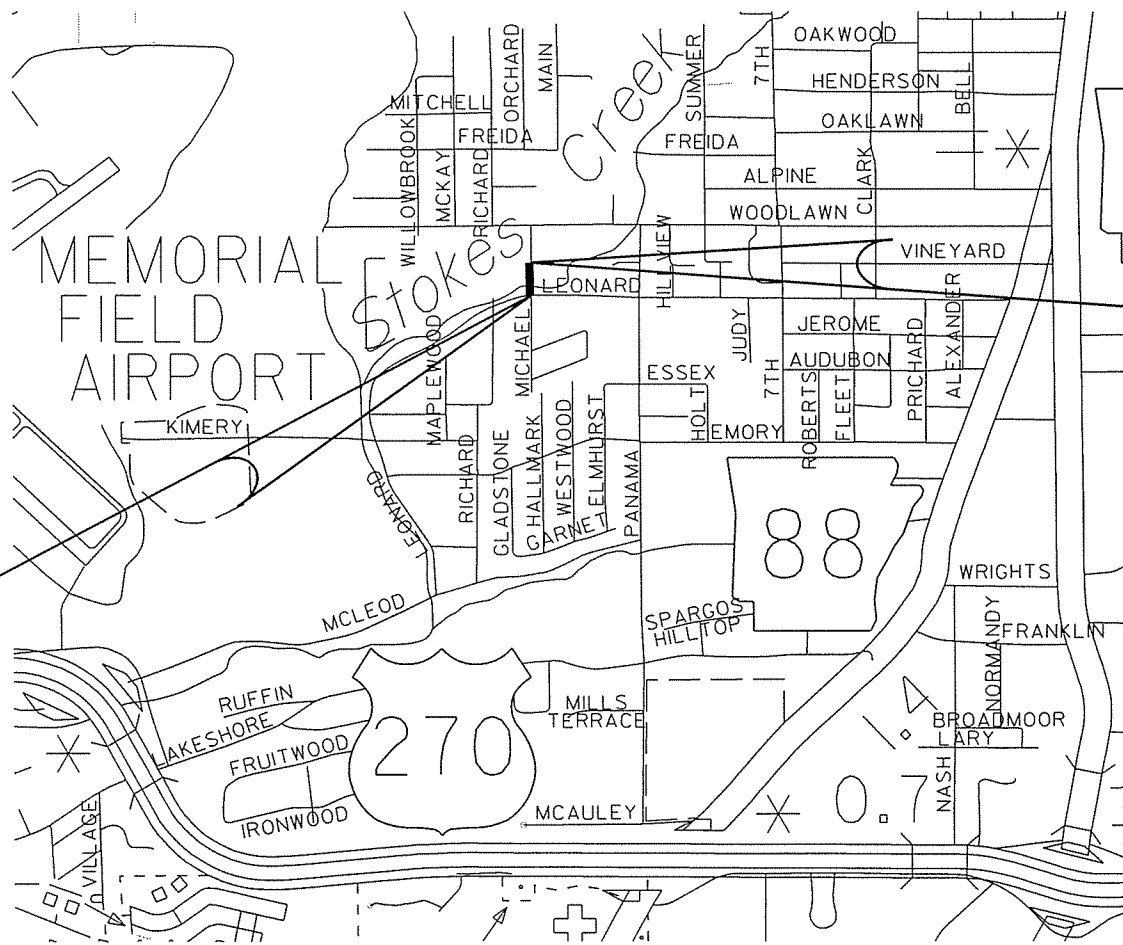 OAKWOOD
HENDERSON
OAKLAWN
BELL
7TH
SUMMER
FREIDA
ALPINE
CLARK
WOODLAWN
VINEYARD
ORCHARD
MAIN
MITCHELL
FREIDA
WILLOWBROOK
MCKAY
RICHARD
Stokes Creek
MEMORIAL
FIELD
AIRPORT
KIMERY
LEONARD
HILLVIEW
MICHAEL
MAPLEWOOD
JUDY
7TH
JEROME
AUDUBON
ROBERTS
FLEET
PRICHARD
ALEXANDER
ESSEX
HOLT
EMORY
RICHARD
GLADSTONE
HALLMARK
WESTWOOD
ELMHURST
GARNET
PANAMA
LEONARD
88
WRIGHTS
MCLEOD
SPARGOS
HILLTOP
NORMANDY
FRANKLIN
RUFFIN
AKESHORE
FRUITWOOD
IRONWOOD
270
MILLS
TERRACE
MCAULEY
BROADMOOR
LARY
NASH
0.7
D VILLAGE